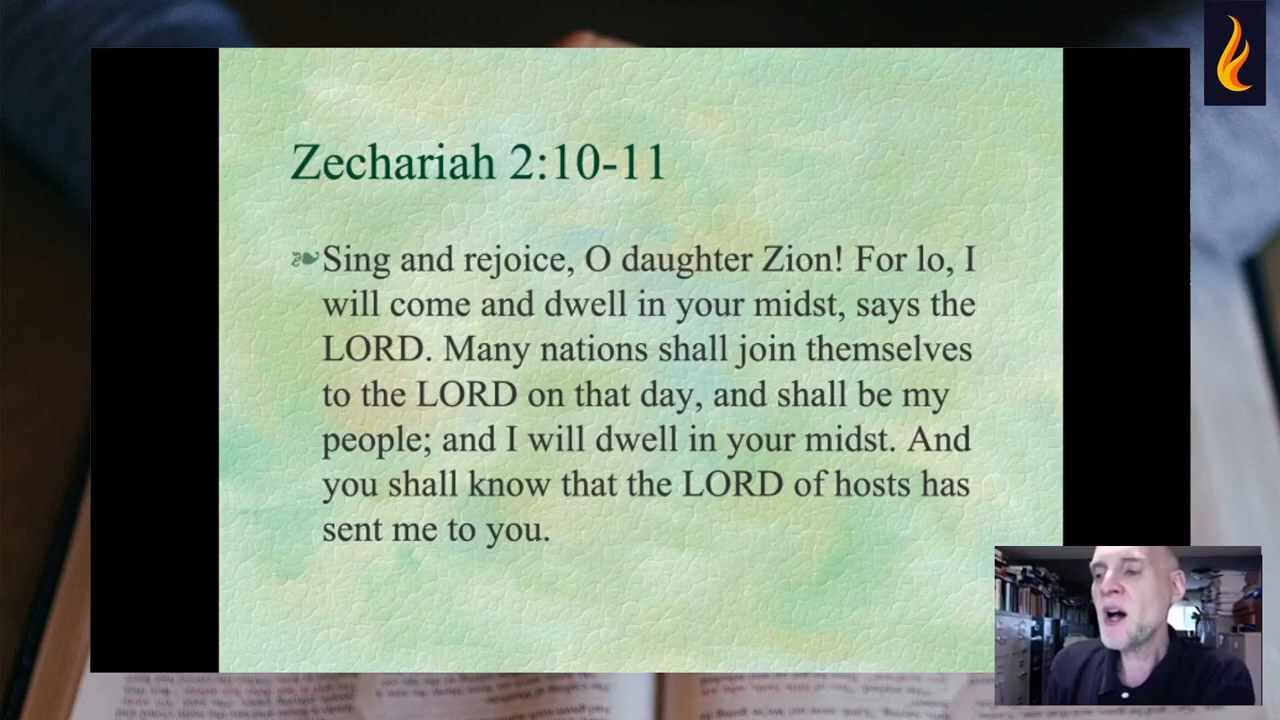 Zechariah 2:10-11
Sing and rejoice, O daughter Zion! For lo, I
will come and dwell in your midst, says the
LORD. Many nations shall join themselves
to the LORD on that day, and shall be my
people; and I will dwell in your midst. And
you shall know that the LORD of hosts has
sent me to you.